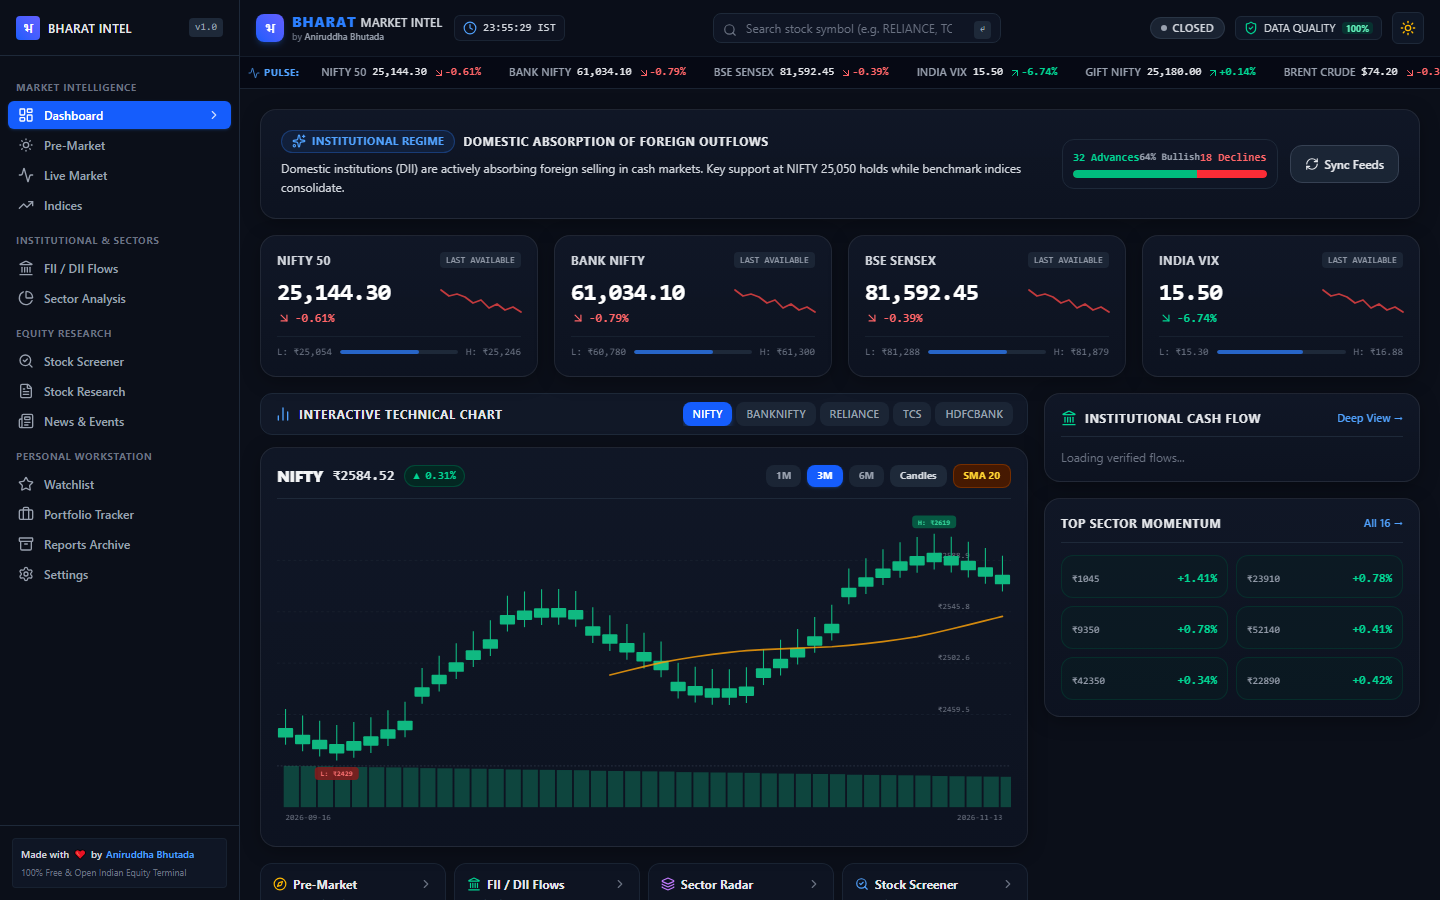 भ BHARAT INTEL v1.0
MARKET INTELLIGENCE
Dashboard
Pre-Market
Live Market
Indices
INSTITUTIONAL & SECTORS
FII / DII Flows
Sector Analysis
EQUITY RESEARCH
Stock Screener
Stock Research
News & Events
PERSONAL WORKSTATION
Watchlist
Portfolio Tracker
Reports Archive
Settings
Made with ❤️ by Aniruddha Bhutada
100% Free & Open Indian Equity Terminal
भ BHARAT MARKET INTEL
by Aniruddha Bhutada
23:55:29 IST
Search stock symbol (e.g. RELIANCE, TC
CLOSED
DATA QUALITY 100%
PULSE: NIFTY 50 25,144.30 ↘ -0.61% BANK NIFTY 61,034.10 ↘ -0.79% BSE SENSEX 81,592.45 ↘ -0.39% INDIA VIX 15.50 ↗ -6.74% GIFT NIFTY 25,180.00 ↗ +0.14% BRENT CRUDE $74.20 ↘ -0.3
INSTITUTIONAL REGIME DOMESTIC ABSORPTION OF FOREIGN OUTFLOWS
Domestic institutions (DII) are actively absorbing foreign selling in cash markets. Key support at NIFTY 25,050 holds while benchmark indices
consolidate.
32 Advances 64% Bullish 18 Declines
Sync Feeds
NIFTY 50 LAST AVAILABLE
25,144.30
↘ -0.61%
L: ₹25,054 H: ₹25,246
BANK NIFTY LAST AVAILABLE
61,034.10
↘ -0.79%
L: ₹60,780 H: ₹61,300
BSE SENSEX LAST AVAILABLE
81,592.45
↘ -0.39%
L: ₹81,288 H: ₹81,879
INDIA VIX LAST AVAILABLE
15.50
↘ -6.74%
L: ₹15.30 H: ₹16.88
INTERACTIVE TECHNICAL CHART NIFTY BANKNIFTY RELIANCE TCS HDFCBANK
NIFTY ₹2584.52 ▲ 0.31% 1M 3M 6M Candles SMA 20
H: ₹2619
₹2545.8
₹2502.6
₹2459.5
L: ₹2429
2026-09-16 2026-11-13
INSTITUTIONAL CASH FLOW Deep View →
Loading verified flows...
TOP SECTOR MOMENTUM All 16 →
₹1045 +1.41% ₹23910 +0.78%
₹9350 +0.78% ₹52140 +0.41%
₹42350 +0.34% ₹22890 +0.42%
Pre-Market
FII / DII Flows
Sector Radar
Stock Screener